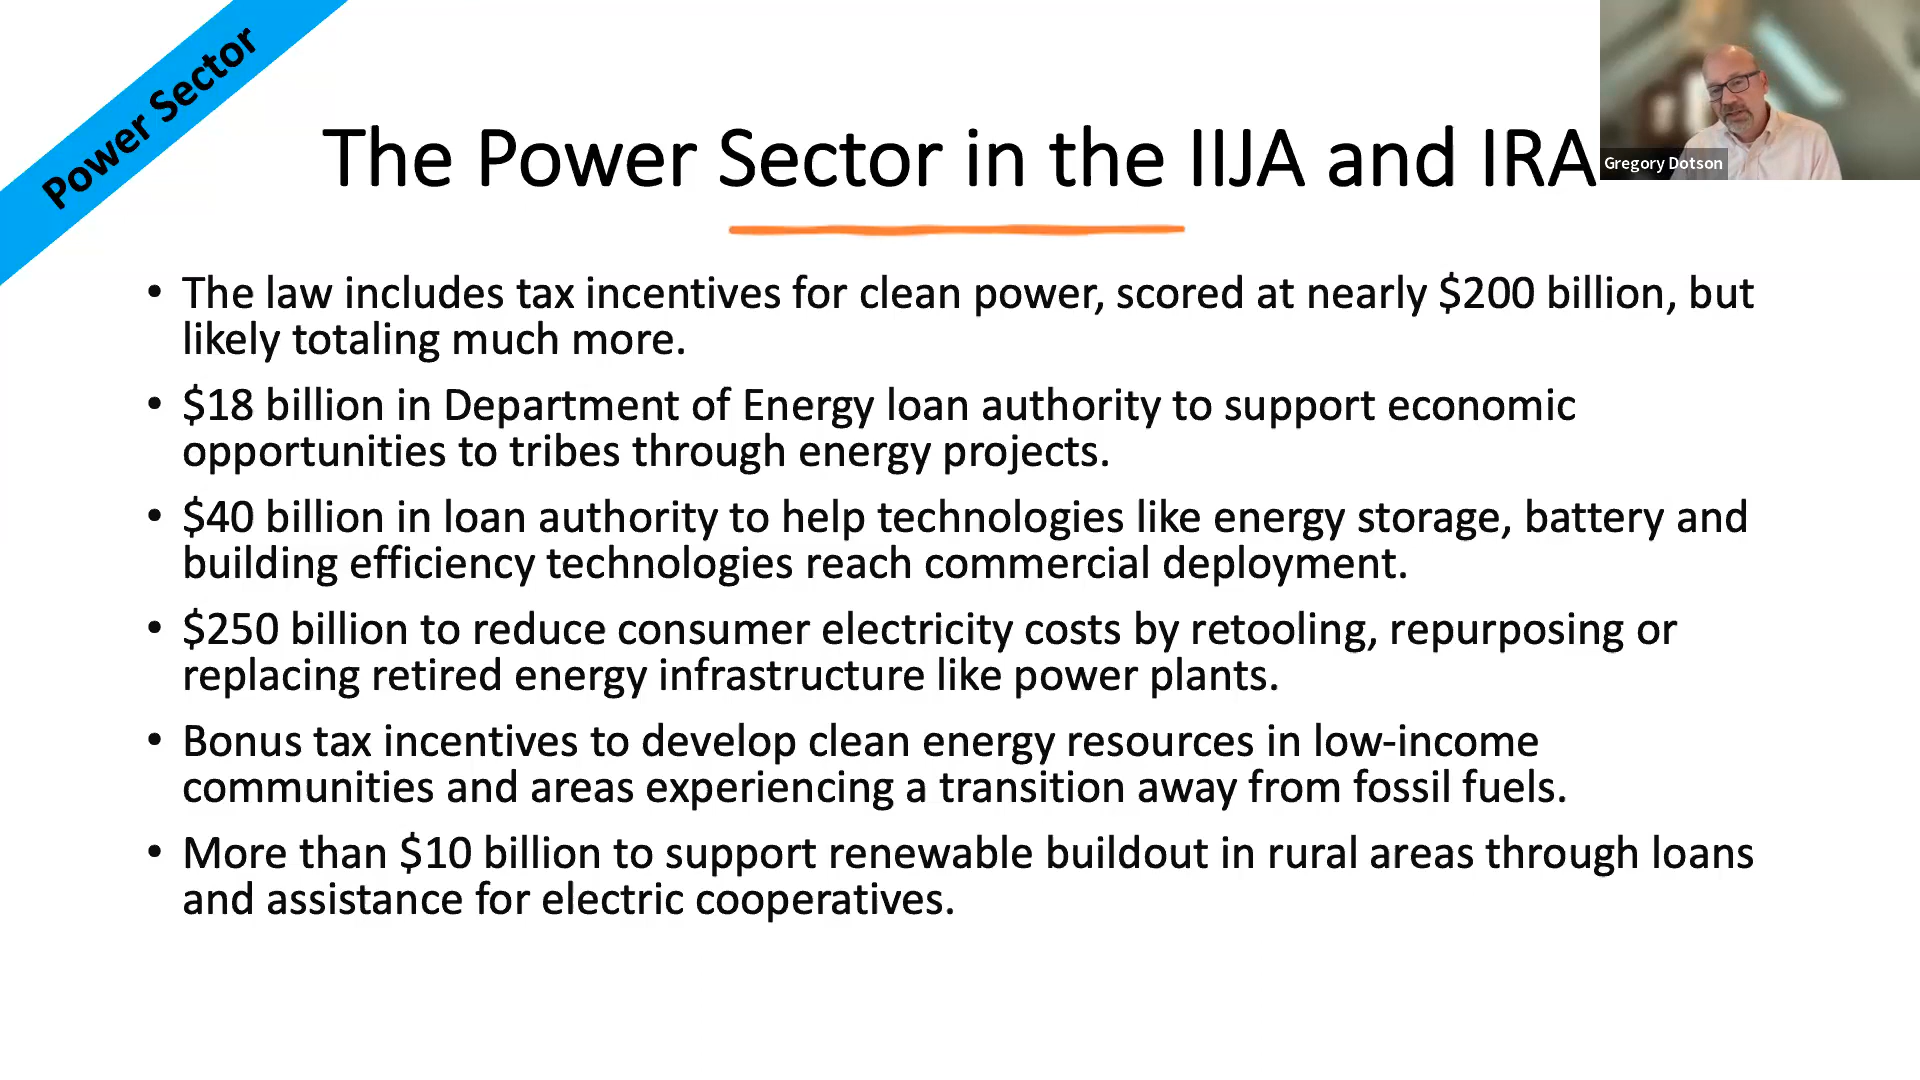 Power Sector
The Power Sector in the IIJA and IRA
Gregory Dotson
• The law includes tax incentives for clean power, scored at nearly $200 billion, but
likely totaling much more.
• $18 billion in Department of Energy loan authority to support economic
opportunities to tribes through energy projects.
• $40 billion in loan authority to help technologies like energy storage, battery and
building efficiency technologies reach commercial deployment.
• $250 billion to reduce consumer electricity costs by retooling, repurposing or
replacing retired energy infrastructure like power plants.
• Bonus tax incentives to develop clean energy resources in low-income
communities and areas experiencing a transition away from fossil fuels.
• More than $10 billion to support renewable buildout in rural areas through loans
and assistance for electric cooperatives.